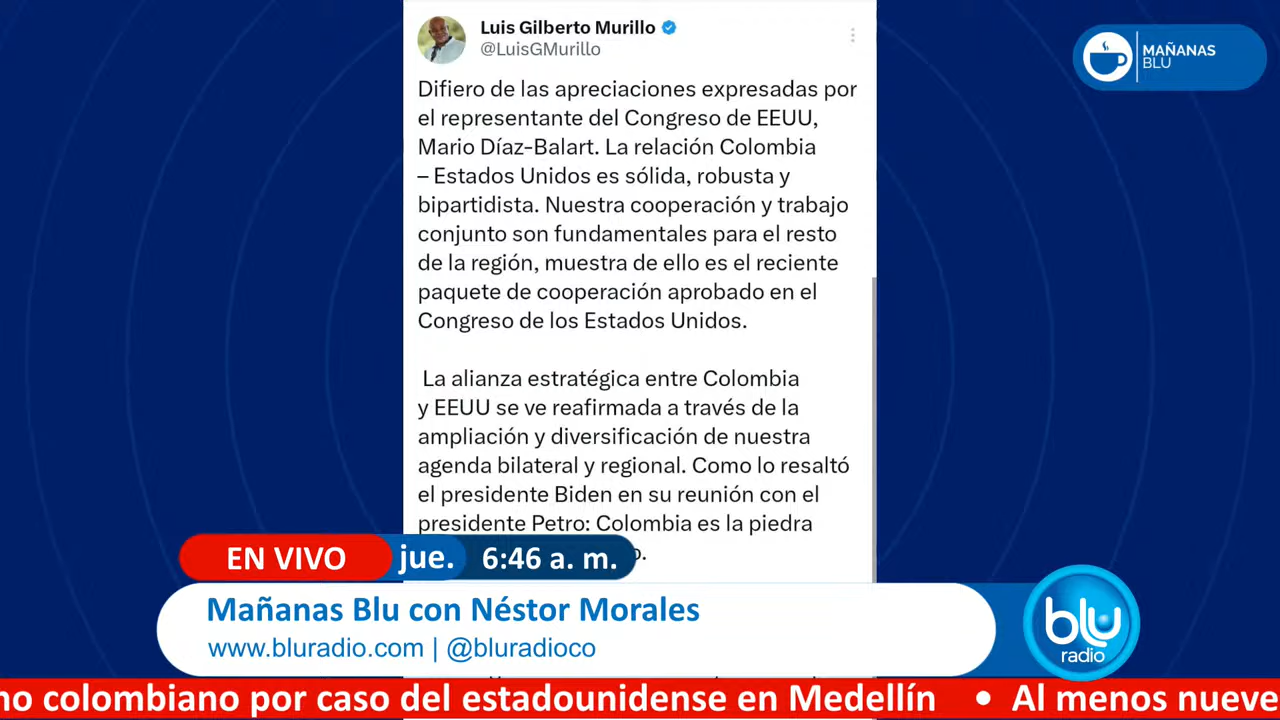 Luis Gilberto Murillo
@LuisGMurillo
MAÑANAS
BLU
Difiero de las apreciaciones expresadas por
el representante del Congreso de EEUU,
Mario Díaz-Balart. La relación Colombia
– Estados Unidos es sólida, robusta y
bipartidista. Nuestra cooperación y trabajo
conjunto son fundamentales para el resto
de la región, muestra de ello es el reciente
paquete de cooperación aprobado en el
Congreso de los Estados Unidos.
La alianza estratégica entre Colombia
y EEUU se ve reafirmada a través de la
ampliación y diversificación de nuestra
agenda bilateral y regional. Como lo resaltó
el presidente Biden en su reunión con el
presidente Petro: Colombia es la piedra
o.
EN VIVO jue. 6:46 a. m.
Mañanas Blu con Néstor Morales
www.bluradio.com | @bluradioco
blu
radio
no colombiano por caso del estadounidense en Medellín • Al menos nueve